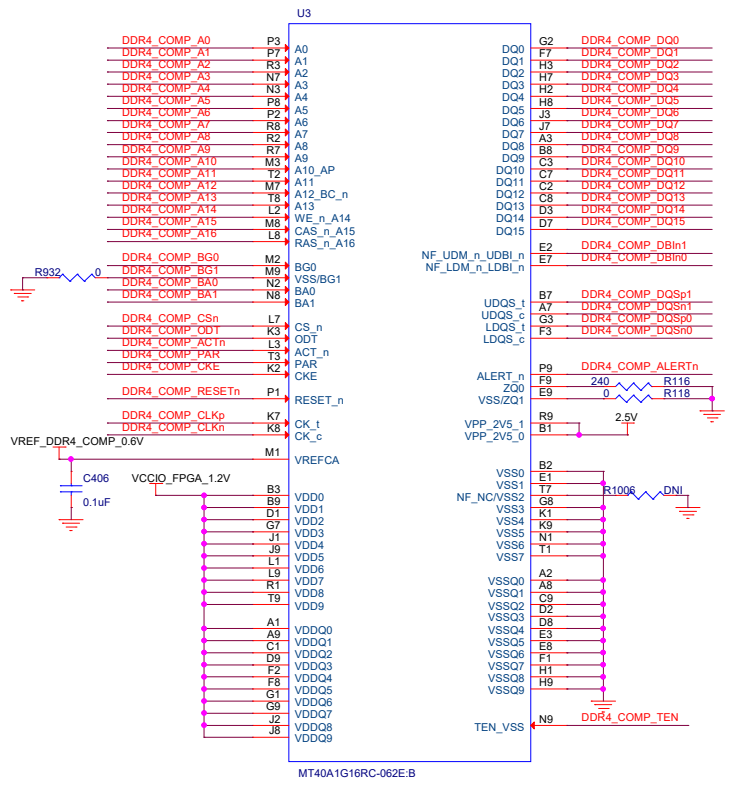 U3
DDR4_COMP_A0 P3 A0 DQ0 G2 DDR4_COMP_DQ0
DDR4_COMP_A1 P7 A1 DQ1 F7 DDR4_COMP_DQ1
DDR4_COMP_A2 R3 A2 DQ2 H3 DDR4_COMP_DQ2
DDR4_COMP_A3 N7 A3 DQ3 H7 DDR4_COMP_DQ3
DDR4_COMP_A4 N3 A4 DQ4 H2 DDR4_COMP_DQ4
DDR4_COMP_A5 P8 A5 DQ5 H8 DDR4_COMP_DQ5
DDR4_COMP_A6 P2 A6 DQ6 J3 DDR4_COMP_DQ6
DDR4_COMP_A7 R8 A7 DQ7 J7 DDR4_COMP_DQ7
DDR4_COMP_A8 R2 A8 DQ8 A3 DDR4_COMP_DQ8
DDR4_COMP_A9 R7 A9 DQ9 B8 DDR4_COMP_DQ9
DDR4_COMP_A10 M3 A10_AP DQ10 C3 DDR4_COMP_DQ10
DDR4_COMP_A11 T2 A11 DQ11 C7 DDR4_COMP_DQ11
DDR4_COMP_A12 M7 A12_BC_n DQ12 C2 DDR4_COMP_DQ12
DDR4_COMP_A13 T8 A13 DQ13 C8 DDR4_COMP_DQ13
DDR4_COMP_A14 L2 WE_n_A14 DQ14 D3 DDR4_COMP_DQ14
DDR4_COMP_A15 M8 CAS_n_A15 DQ15 D7 DDR4_COMP_DQ15
DDR4_COMP_A16 L8 RAS_n_A16
NF_UDM_n_UDBI_n E2 DDR4_COMP_DBIn1
NF_LDM_n_LDBI_n E7 DDR4_COMP_DBIn0
DDR4_COMP_BG0 M2 BG0
R932 0 DDR4_COMP_BG1 M9 VSS/BG1
DDR4_COMP_BA0 N2 BA0
DDR4_COMP_BA1 N8 BA1
UDQS_t B7 DDR4_COMP_DQSp1
UDQS_c A7 DDR4_COMP_DQSn1
LDQS_t G3 DDR4_COMP_DQSp0
LDQS_c F3 DDR4_COMP_DQSn0
DDR4_COMP_CSn L7 CS_n
DDR4_COMP_ODT K3 ODT
DDR4_COMP_ACTn L3 ACT_n
DDR4_COMP_PAR T3 PAR
DDR4_COMP_CKE K2 CKE
ALERT_n P9 DDR4_COMP_ALERTn
ZQ0 F9 240 R116
VSS/ZQ1 E9 0 R118
DDR4_COMP_RESETn P1 RESET_n
DDR4_COMP_CLKp K7 CK_t
DDR4_COMP_CLKn K8 CK_c
VPP_2V5_1 R9 2.5V
VPP_2V5_0 B1
VREF_DDR4_COMP_0.6V
M1 VREFCA
C406
0.1uF
VCCIO_FPGA_1.2V
VSS0 B2
VSS1 E1
B3 VDD0 NF_NC/VSS2 T7 R1006 DNI
B9 VDD1 VSS3 G8
D1 VDD2 VSS4 K1
G7 VDD3 VSS5 K9
J1 VDD4 VSS6 N1
J9 VDD5 VSS7 T1
L1 VDD6
L9 VDD7 VSSQ0 A2
R1 VDD8 VSSQ1 A8
T9 VDD9 VSSQ2 C9
VSSQ3 D2
A1 VDDQ0 VSSQ4 D8
A9 VDDQ1 VSSQ5 E3
C1 VDDQ2 VSSQ6 E8
D9 VDDQ3 VSSQ7 F1
F2 VDDQ4 VSSQ8 H1
F8 VDDQ5 VSSQ9 H9
G1 VDDQ6
G9 VDDQ7
J2 VDDQ8 TEN_VSS N9 DDR4_COMP_TEN
J8 VDDQ9
MT40A1G16RC-062E:B